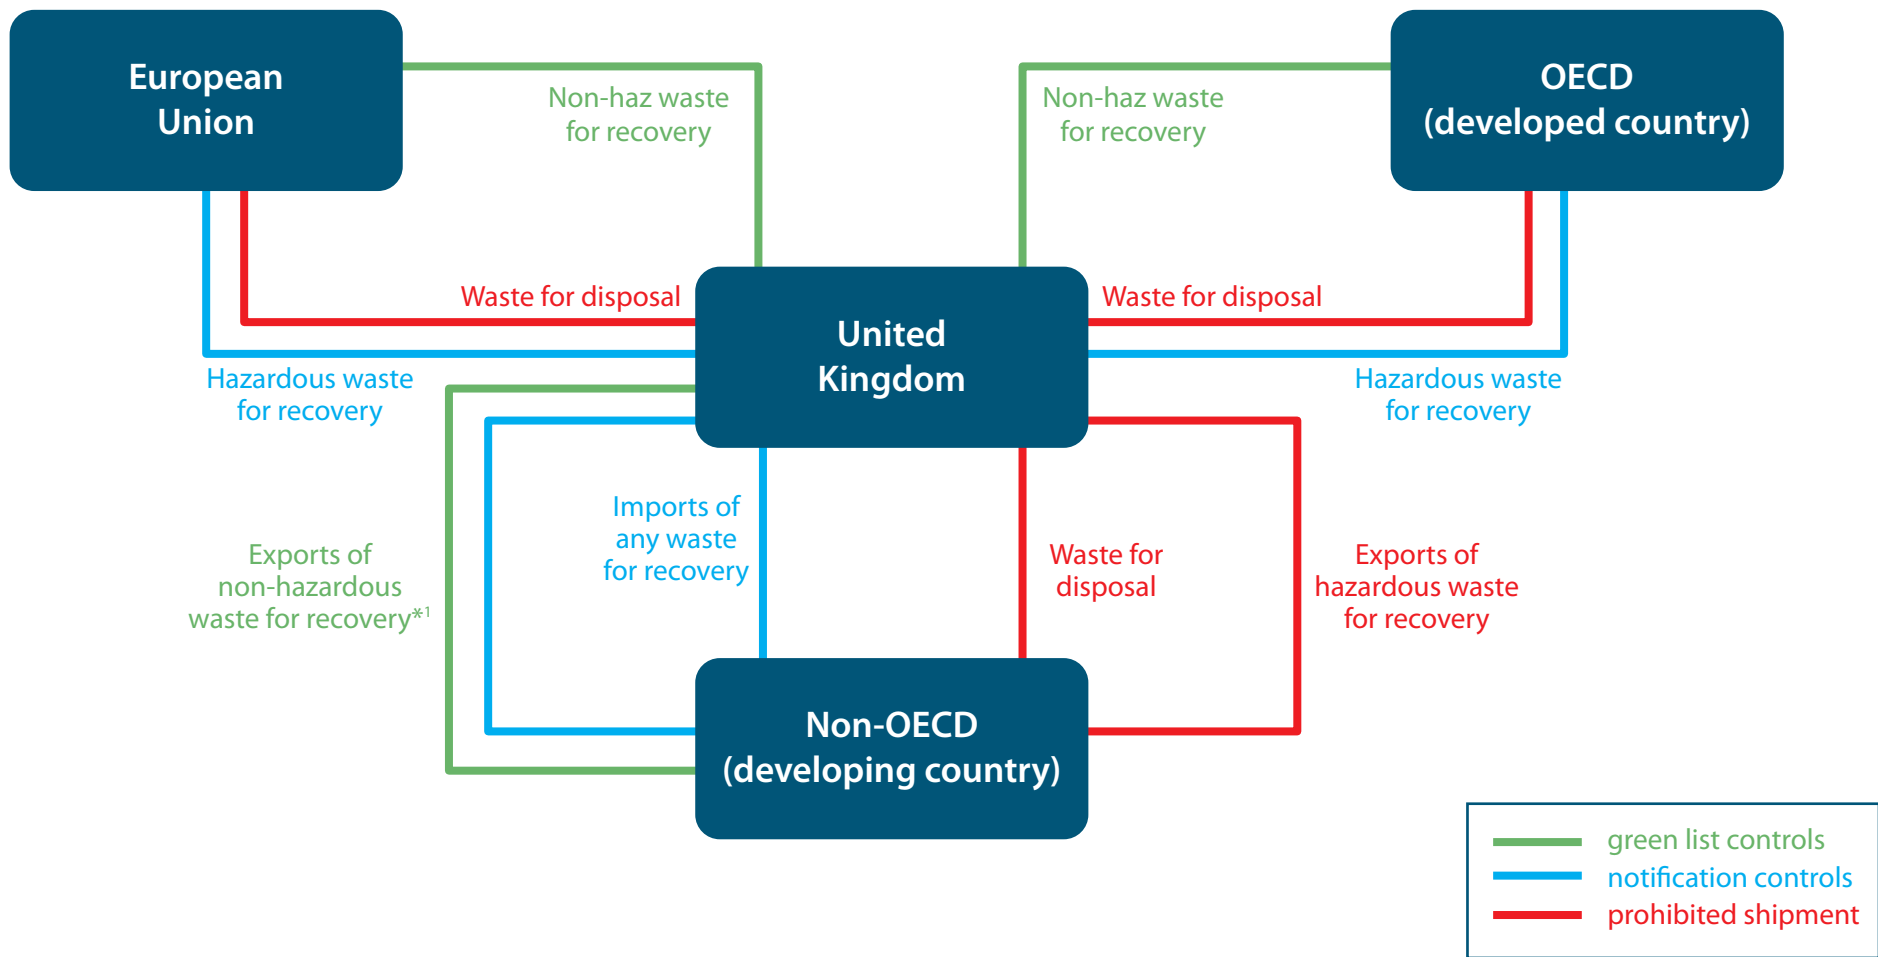 European
Union
Non-haz waste
for recovery
Non-haz waste
for recovery
OECD
(developed country)
Waste for disposal
Waste for disposal
United
Kingdom
Hazardous waste
for recovery
Hazardous waste
for recovery
Exports of
non-hazardous
waste for recovery*¹
Imports of
any waste
for recovery
Waste for
disposal
Exports of
hazardous waste
for recovery
Non-OECD
(developing country)
green list controls
notification controls
prohibited shipment